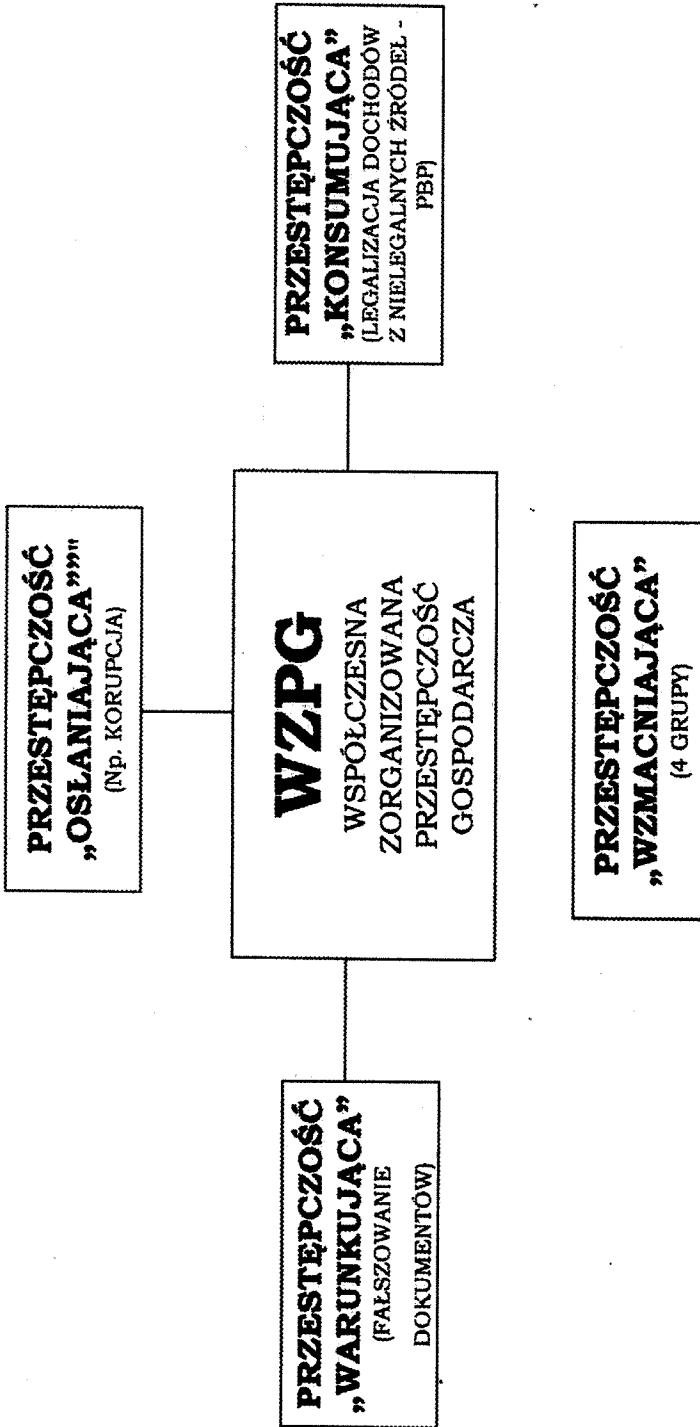 PRZESTĘPCZOŚĆ
„OSŁANIAJĄCA”"”
(Np. KORUPCJA)
PRZESTĘPCZOŚĆ
„WARUNKUJĄCA”
(FAŁSZOWANIE
DOKUMENTÓW)
WZPG
WSPÓŁCZESNA
ZORGANIZOWANA
PRZESTĘPCZOŚĆ
GOSPODARCZA
PRZESTĘPCZOŚĆ
„KONSUMUJĄCA”
(LEGALIZACJA DOCHODÓW
Z NIELEGALNYCH ŹRÓDEŁ -
PBP)
PRZESTĘPCZOŚĆ
„WZMACNIAJĄCA”
(4 GRUPY)